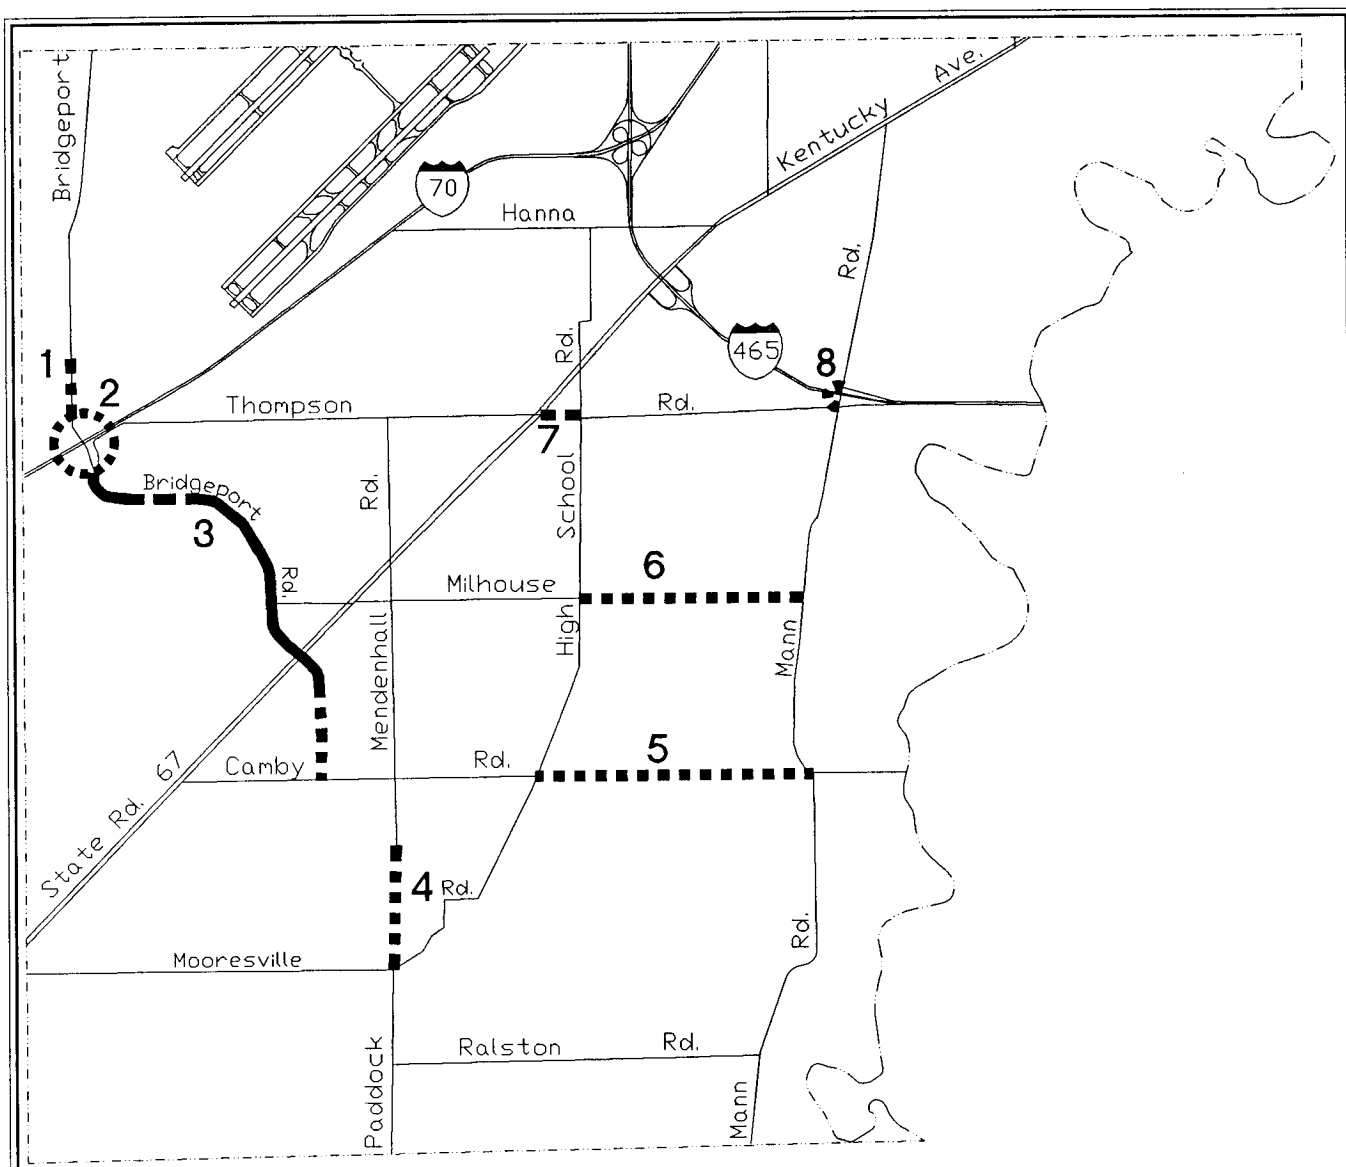 Bridgeport
Ave.
Kentucky
70
Hanna
Rd.
465
Rd.
1
2
8
Thompson
Rd.
7
Bridgeport
Rd.
School
3
Rd.
Milhouse
6
High
Mann
Mendenhall
Camby
Rd.
5
State Rd. 67
4
Rd.
Rd.
Mooresville
Ralston
Rd.
Paddock
Mann